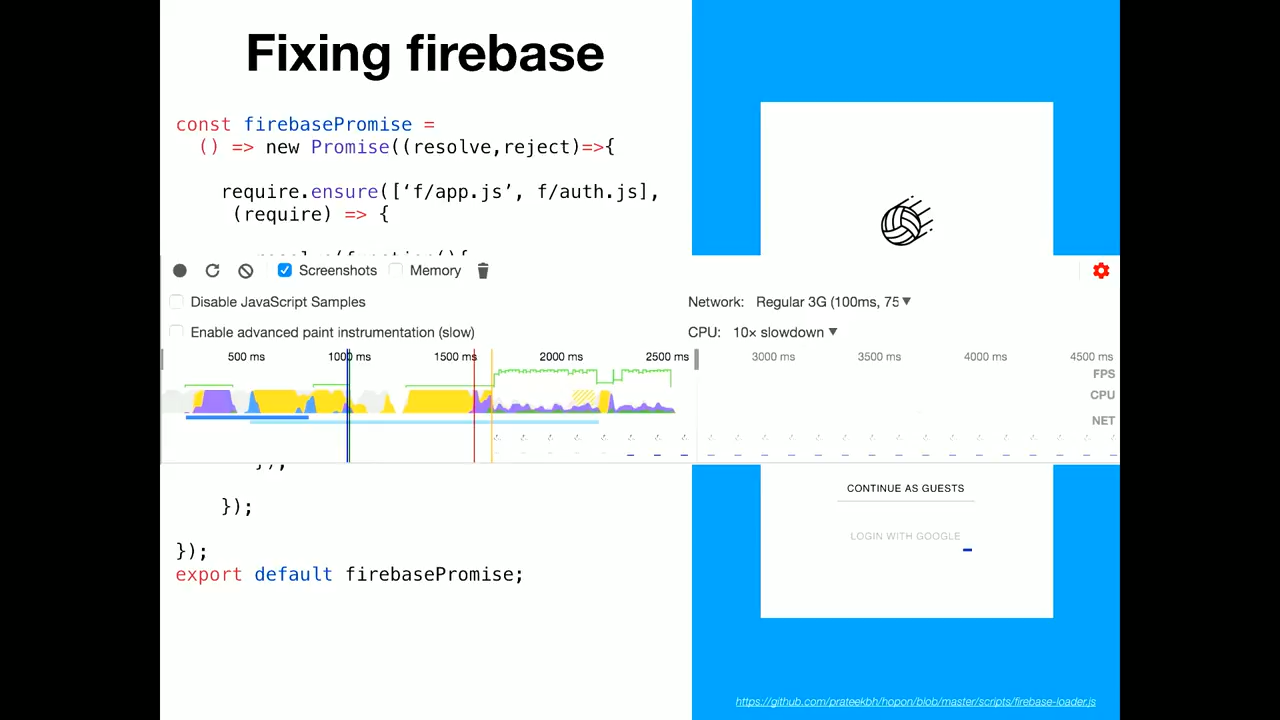 Fixing firebase
const firebasePromise =
() => new Promise((resolve,reject)=>{
require.ensure([‘f/app.js’, f/auth.js],
(require) => {
Screenshots Memory
Disable JavaScript Samples
Network: Regular 3G (100ms, 75
Enable advanced paint instrumentation (slow)
CPU: 10× slowdown
500 ms 1000 ms 1500 ms 2000 ms 2500 ms 3000 ms 3500 ms 4000 ms 4500 ms
FPS
CPU
NET
});
CONTINUE AS GUESTS
});
LOGIN WITH GOOGLE
});
export default firebasePromise;
https://github.com/prateekbh/hopon/blob/master/scripts/firebase-loader.js